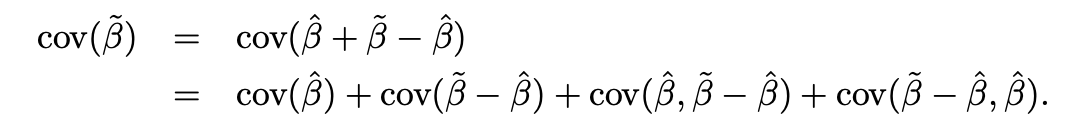 cov(β̃) = cov(β̂ + β̃ − β̂)
= cov(β̂) + cov(β̃ − β̂) + cov(β̂, β̃ − β̂) + cov(β̃ − β̂, β̂).